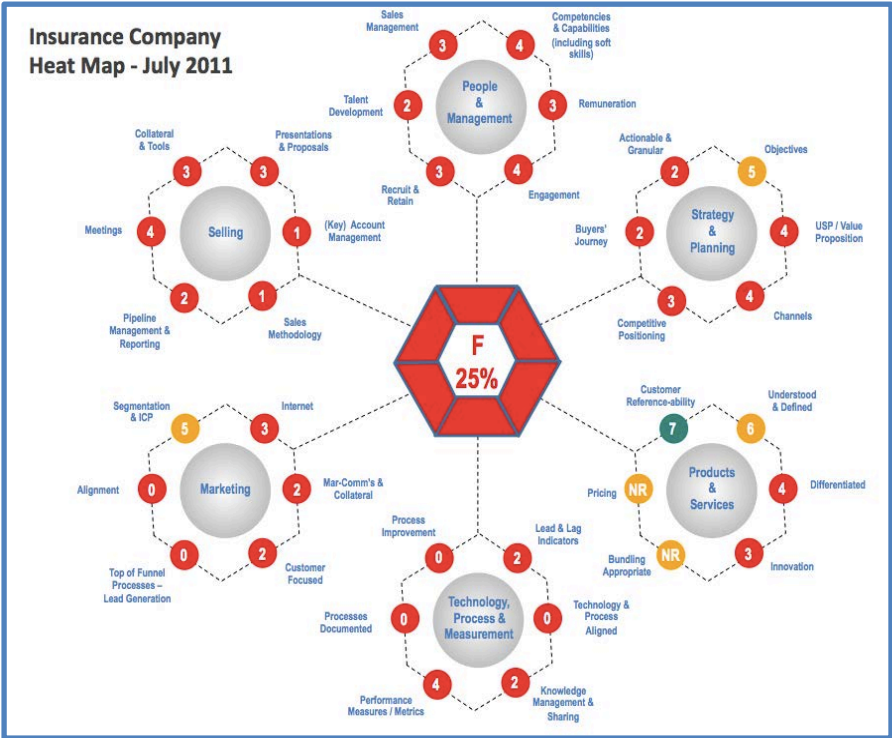 Insurance Company
Heat Map - July 2011
Sales
Management
3
Competencies
& Capabilities
(including soft
skills)
4
Talent
Development
2
People
&
Management
3
Remuneration
Recruit &
Retain
3
4
Engagement
Collateral
& Tools
3
Presentations
& Proposals
3
Meetings
4
Selling
1
(Key) Account
Management
Pipeline
Management &
Reporting
2
1
Sales
Methodology
Actionable &
Granular
2
Objectives
5
Buyers'
Journey
2
Strategy
&
Planning
4
USP / Value
Proposition
Competitive
Positioning
3
4
Channels
F
25%
Segmentation
& ICP
5
Internet
3
Alignment
0
Marketing
2
Mar-Comm's &
Collateral
Top of Funnel
Processes –
Lead Generation
0
2
Customer
Focused
Customer
Reference-ability
7
Understood
& Defined
6
Pricing
NR
Products
&
Services
4
Differentiated
Bundling
Appropriate
NR
3
Innovation
Process
Improvement
0
Lead & Lag
Indicators
2
Processes
Documented
0
Technology,
Process &
Measurement
0
Technology &
Process
Aligned
Performance
Measures / Metrics
4
2
Knowledge
Management &
Sharing